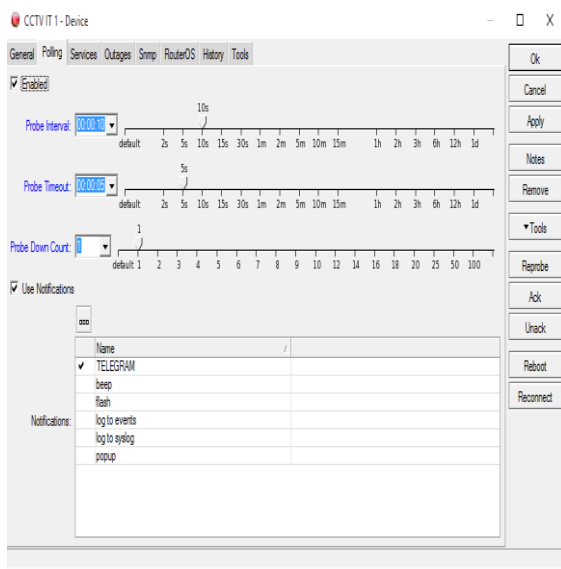 CCTV IT 1 - Device
General Polling Services Outages Snmp RouterOS History Tools
Enabled
10s
Probe Interval: 00:00:10
default 2s 5s 10s 15s 30s 1m 2m 5m 10m 15m 1h 2h 3h 6h 12h 1d
5s
Probe Timeout: 00:00:05
default 2s 5s 10s 15s 30s 1m 2m 5m 10m 15m 1h 2h 3h 6h 12h 1d
1
Probe Down Count: 1
default 1 2 3 4 5 6 7 8 9 10 12 14 16 18 20 25 50 100
Use Notifications
Name
TELEGRAM
beep
flash
Notifications: log to events
log to syslog
popup
Ok
Cancel
Apply
Notes
Remove
Tools
Reprobe
Ack
Unack
Reboot
Reconnect